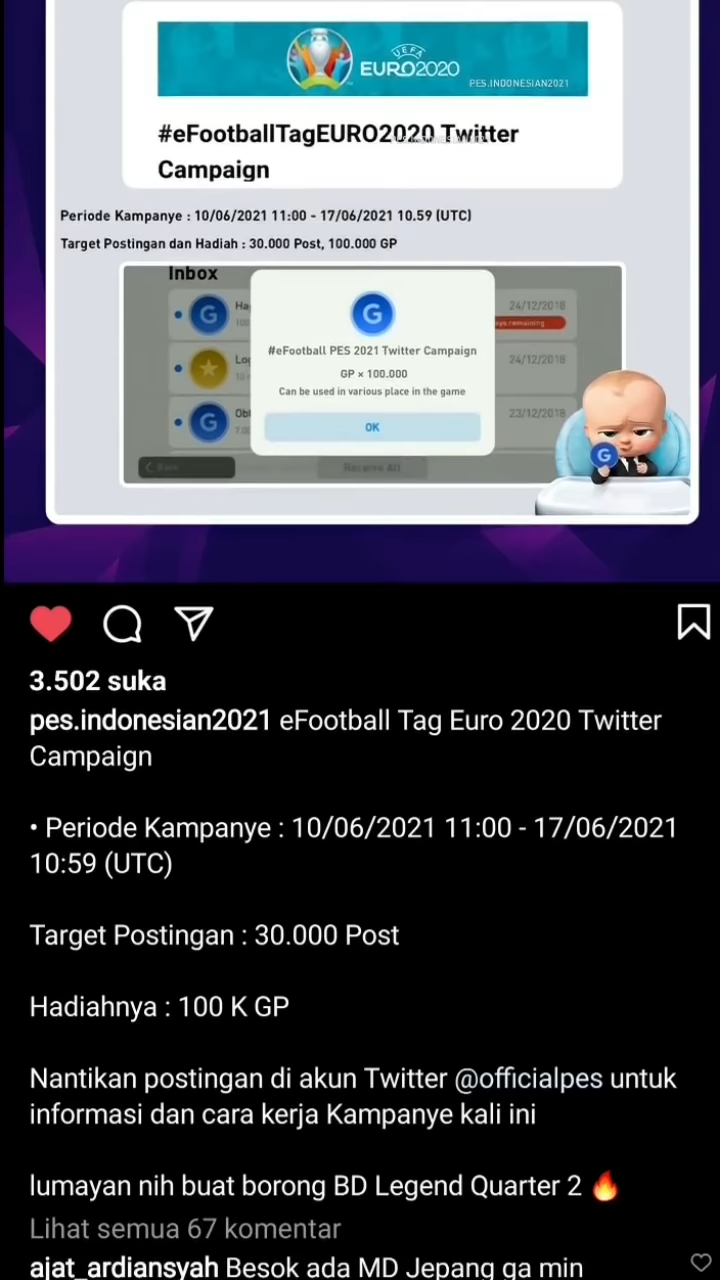 UEFA
EURO2020
PES.INDONESIAN2021
#eFootballTagEURO2020 Twitter
Campaign
Periode Kampanye : 10/06/2021 11:00 - 17/06/2021 10.59 (UTC)
Target Postingan dan Hadiah : 30.000 Post, 100.000 GP
Inbox
24/12/2018
remaining
#eFootball PES 2021 Twitter Campaign
GP × 100.000
24/12/2018
Can be used in various place in the game
23/12/2018
OK
Back
Receive All
3.502 suka
pes.indonesian2021 eFootball Tag Euro 2020 Twitter
Campaign
• Periode Kampanye : 10/06/2021 11:00 - 17/06/2021
10:59 (UTC)
Target Postingan : 30.000 Post
Hadiahnya : 100 K GP
Nantikan postingan di akun Twitter @officialpes untuk
informasi dan cara kerja Kampanye kali ini
lumayan nih buat borong BD Legend Quarter 2 🔥
Lihat semua 67 komentar
ajat_ardiansyah Besok ada MD Jepang ga min